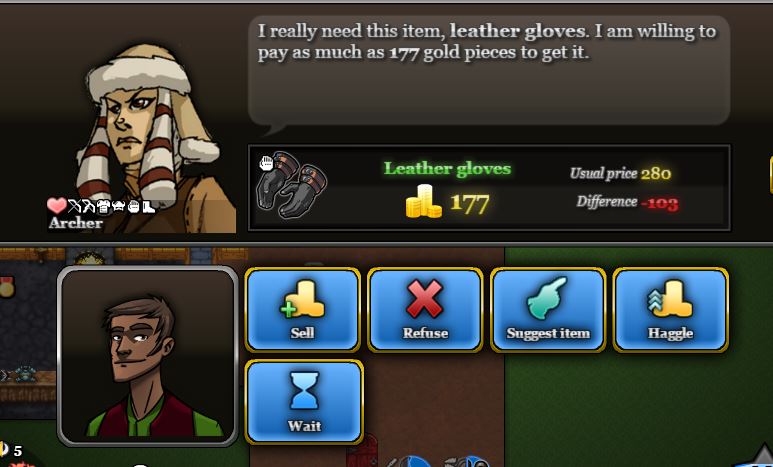 I really need this item, leather gloves. I am willing to
pay as much as 177 gold pieces to get it.
Leather gloves
177
Usual price 280
Difference -103
Archer
Sell
Refuse
Suggest item
Haggle
Wait
5